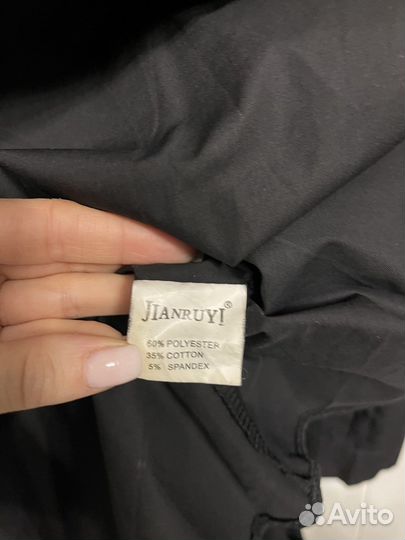 JIANRUYI®
60% POLYESTER
35% COTTON
5% SPANDEX
Avito